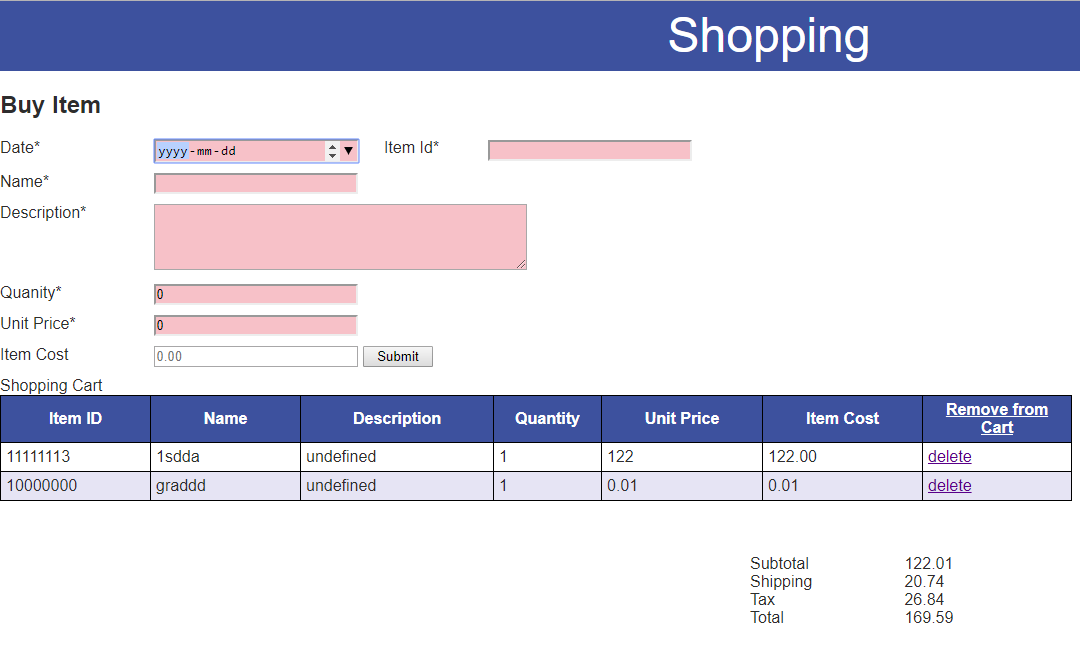 Shopping
Buy Item
Date* yyyy-mm-dd Item Id*
Name*
Description*
Quanity* 0
Unit Price* 0
Item Cost 0.00 Submit
Shopping Cart
Item ID Name Description Quantity Unit Price Item Cost Remove from Cart
11111113 1sdda undefined 1 122 122.00 delete
10000000 graddd undefined 1 0.01 0.01 delete
Subtotal 122.01
Shipping 20.74
Tax 26.84
Total 169.59